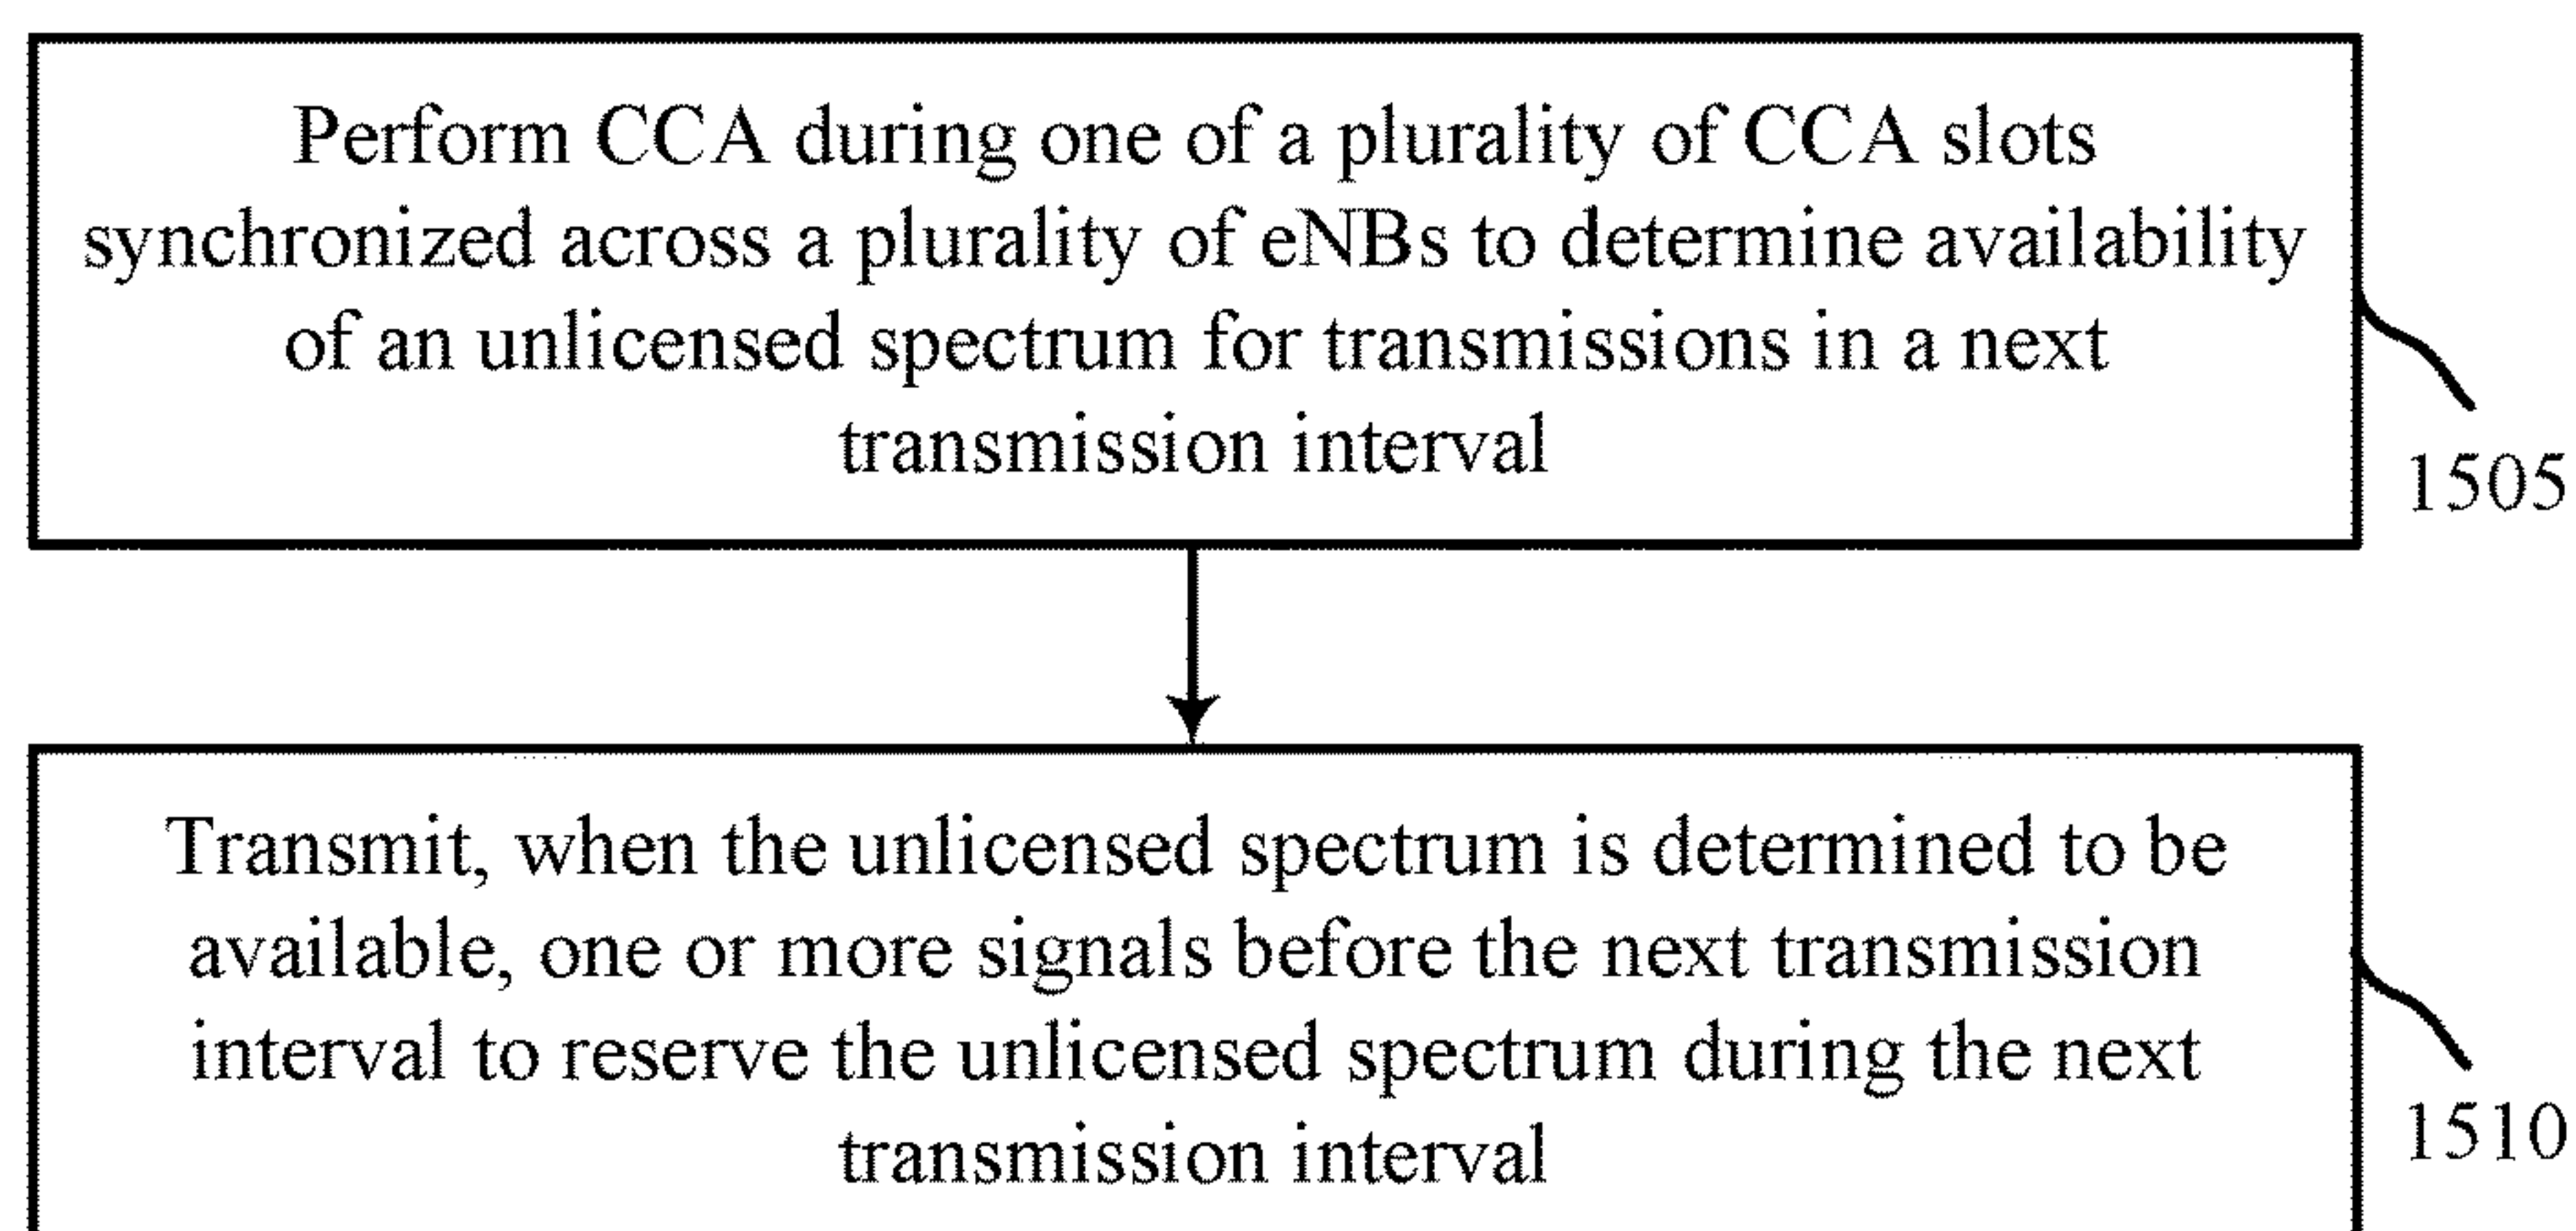 Perform CCA during one of a plurality of CCA slots
synchronized across a plurality of eNBs to determine availability
of an unlicensed spectrum for transmissions in a next
transmission interval
1505
Transmit, when the unlicensed spectrum is determined to be
available, one or more signals before the next transmission
interval to reserve the unlicensed spectrum during the next
transmission interval
1510